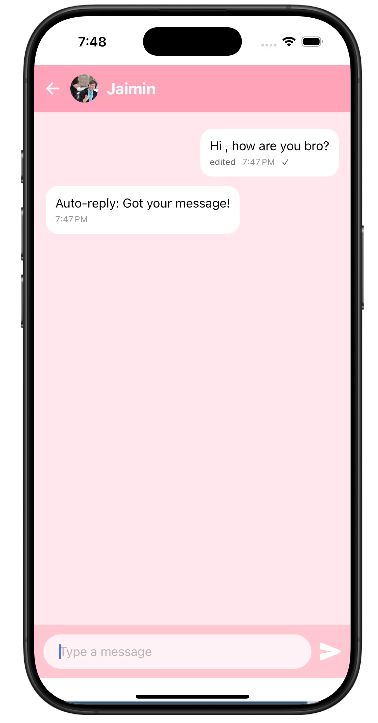 7:48
Jaimin
Hi , how are you bro?
edited 7:47 PM ✓
Auto-reply: Got your message!
7:47 PM
Type a message